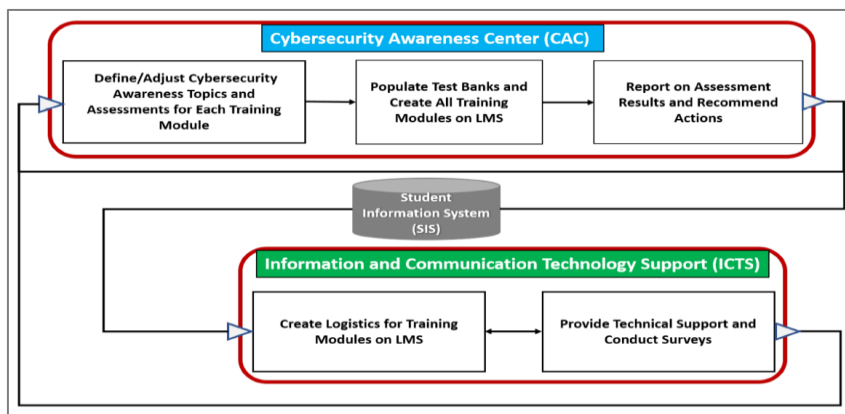 Cybersecurity Awareness Center (CAC)
Define/Adjust Cybersecurity
Awareness Topics and
Assessments for Each Training
Module
Populate Test Banks and
Create All Training
Modules on LMS
Report on Assessment
Results and Recommend
Actions
Student
Information System
(SIS)
Information and Communication Technology Support (ICTS)
Create Logistics for Training
Modules on LMS
Provide Technical Support and
Conduct Surveys